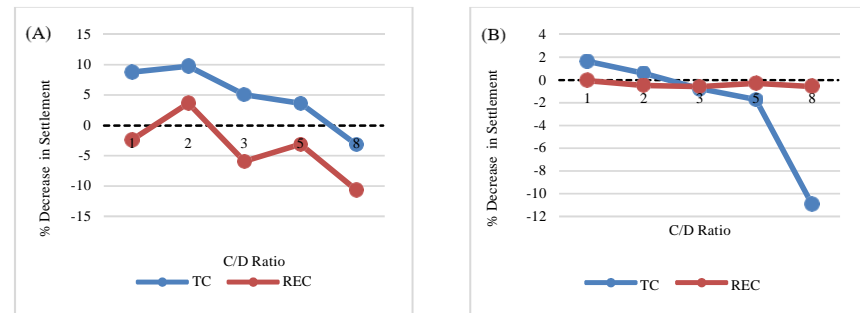 (A)
% Decrease in Settlement
15
10
5
0
-5
-10
-15
1 2 3 5 8
C/D Ratio
TC REC
(B)
% Decrease in Settlement
4
2
0
-2
-4
-6
-8
-10
-12
1 2 3 5 8
C/D Ratio
TC REC